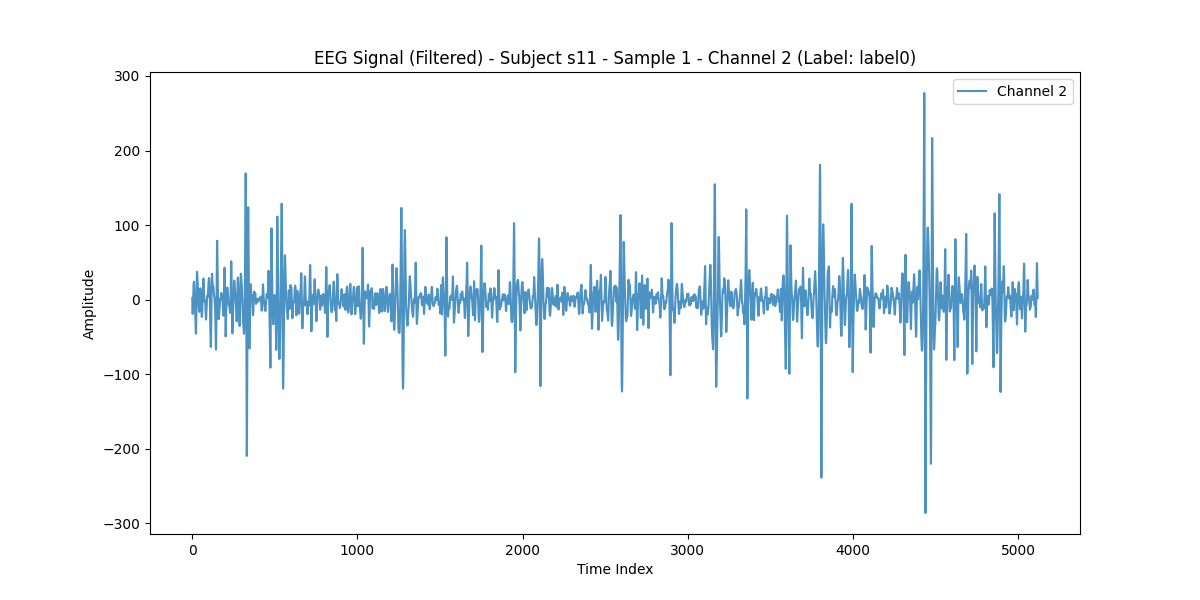 EEG Signal (Filtered) - Subject s11 - Sample 1 - Channel 2 (Label: label0)
Channel 2
300
200
100
0
−100
−200
−300
Amplitude
0 1000 2000 3000 4000 5000
Time Index